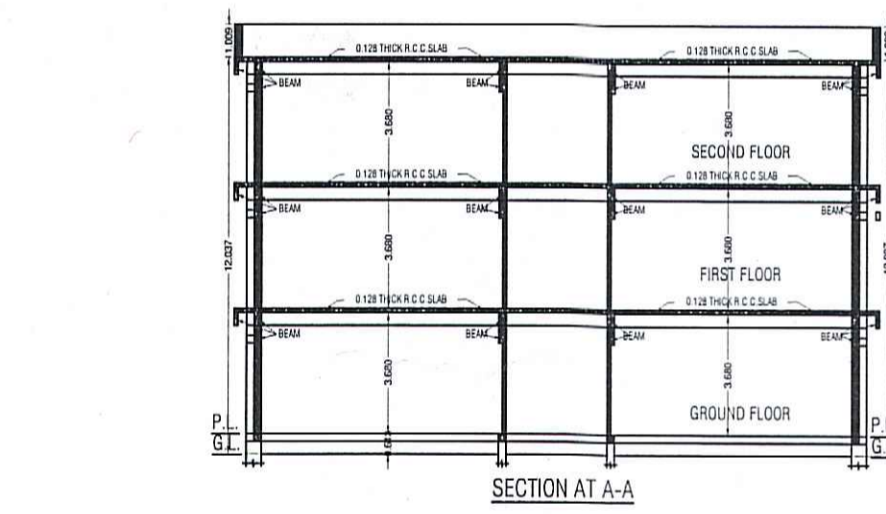 1.009
0.128 THICK R.C.C SLAB
0.128 THICK R.C.C SLAB
BEAM
BEAM
BEAM
BEAM
3.680
3.680
SECOND FLOOR
0.128 THICK R.C.C SLAB
0.128 THICK R.C.C SLAB
BEAM
BEAM
BEAM
BEAM
12.037
3.680
3.680
FIRST FLOOR
0.128 THICK R.C.C SLAB
0.128 THICK R.C.C SLAB
BEAM
BEAM
BEAM
BEAM
3.680
3.680
GROUND FLOOR
P.L.
G.L.
SECTION AT A-A